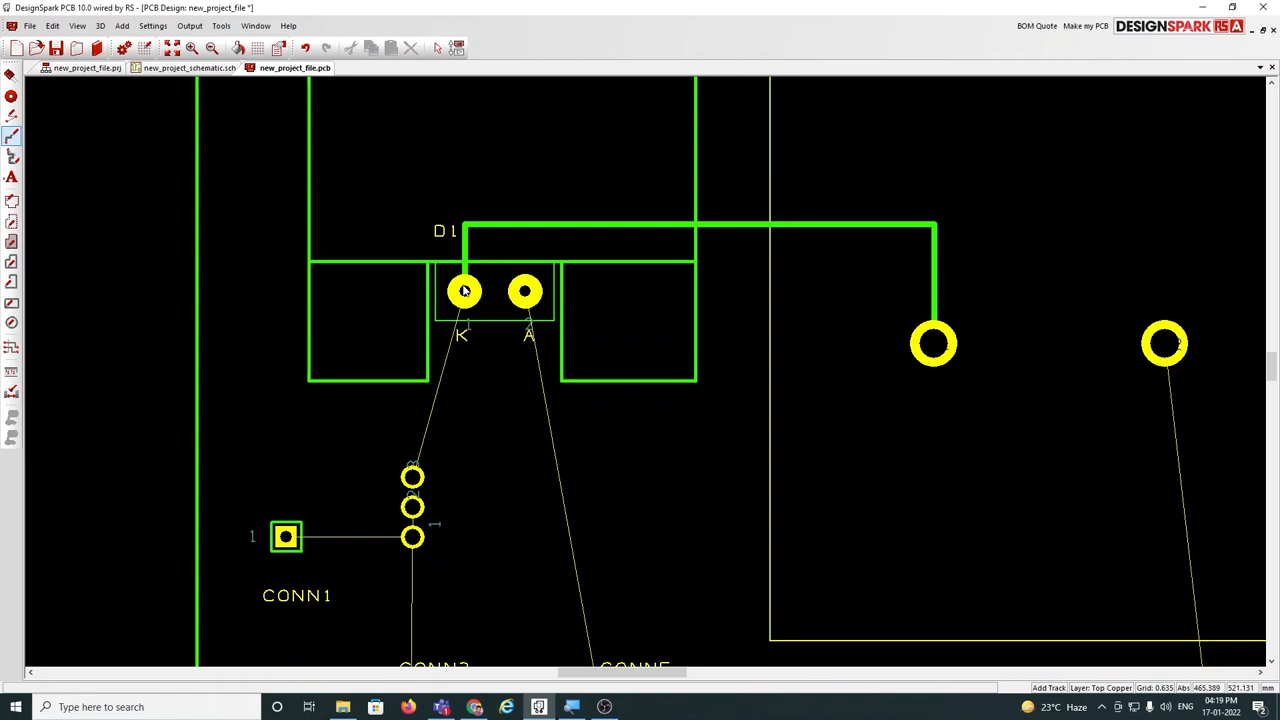 DesignSpark PCB 10.0 wired by RS - [PCB Design: new_project_file *]
File Edit View 3D Add Settings Output Tools Window Help
BOM Quote Make my PCB DESIGNSPARK RS
new_project_file.prj new_project_schematic.sch new_project_file.pcb
D1
1
K A
1
1
CONN1
Add Track Layer: Top Copper Grid: 0.635 Abs 465.389 521.131 mm
Type here to search
23°C Haze ENG 04:19 PM
17-01-2022